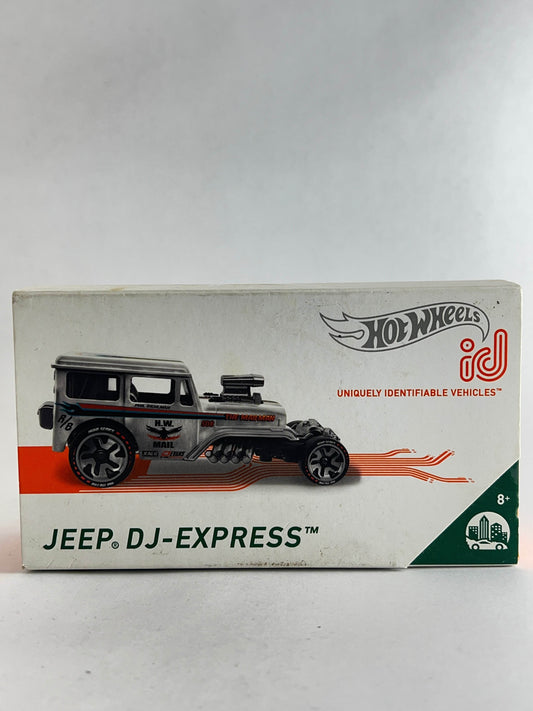 HOT WHEELS
id
UNIQUELY IDENTIFIABLE VEHICLES™
A/G
H.W.
MAIL
8+
JEEP® DJ-EXPRESS™